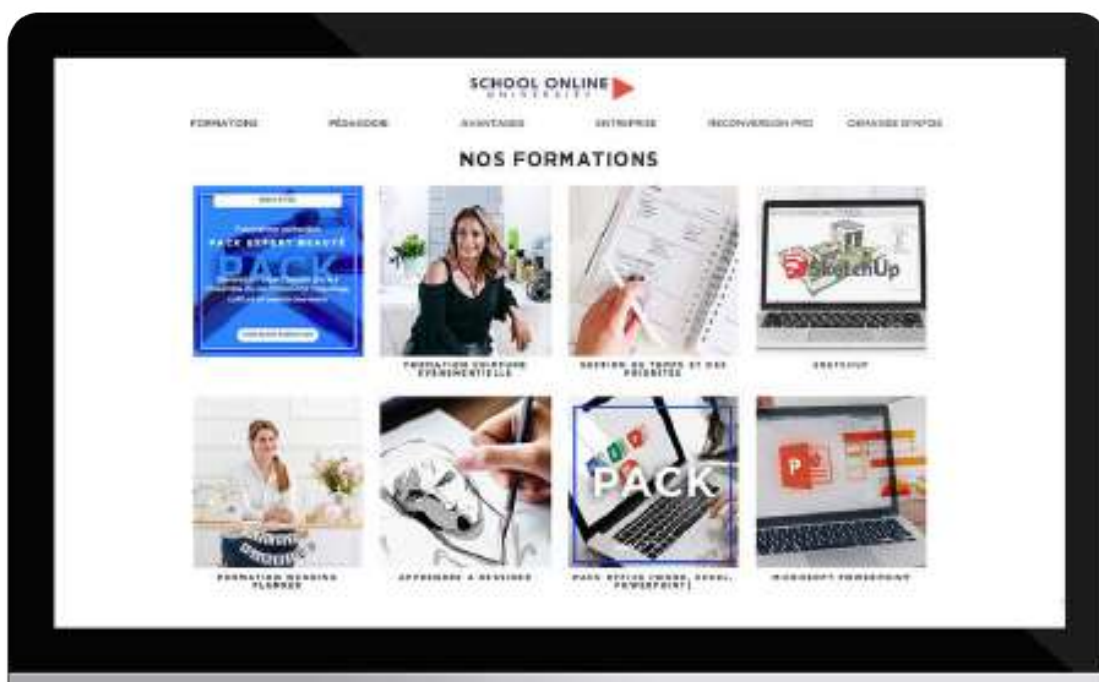 SCHOOL ONLINE
UNIVERSITY
FORMATIONS PÉDAGOGIE AVANTAGES ENTREPRISE RECONVERSION PRO DEMANDE D'INFOS
NOS FORMATIONS
PACK EXPERT BEAUTÉ
PACK
SketchUp
FORMATION COIFFURE
ÉVÉNEMENTIELLE
GESTION DU TEMPS ET DES
PRIORITÉS
SKETCHUP
PACK
P
FORMATION WEDDING
PLANNER
APPRENDRE A DESSINER
PACK OFFICE (WORD, EXCEL,
POWERPOINT)
MICROSOFT POWERPOINT